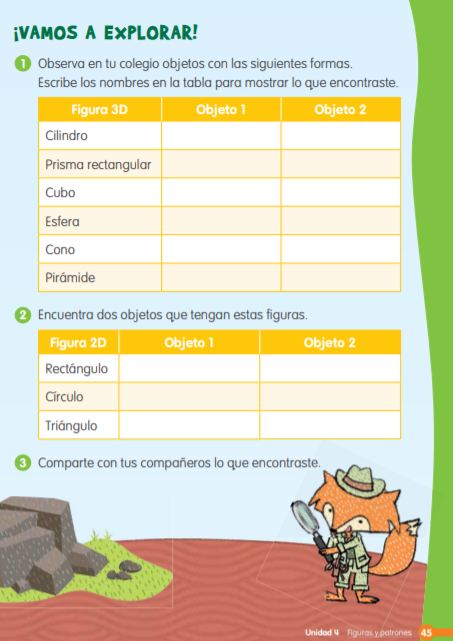 ¡VAMOS A EXPLORAR!
1 Observa en tu colegio objetos con las siguientes formas.
Escribe los nombres en la tabla para mostrar lo que encontraste.
Figura 3D Objeto 1 Objeto 2
Cilindro
Prisma rectangular
Cubo
Esfera
Cono
Pirámide
2 Encuentra dos objetos que tengan estas figuras.
Figura 2D Objeto 1 Objeto 2
Rectángulo
Círculo
Triángulo
3 Comparte con tus compañeros lo que encontraste.
Unidad 4 Figuras y patrones 45